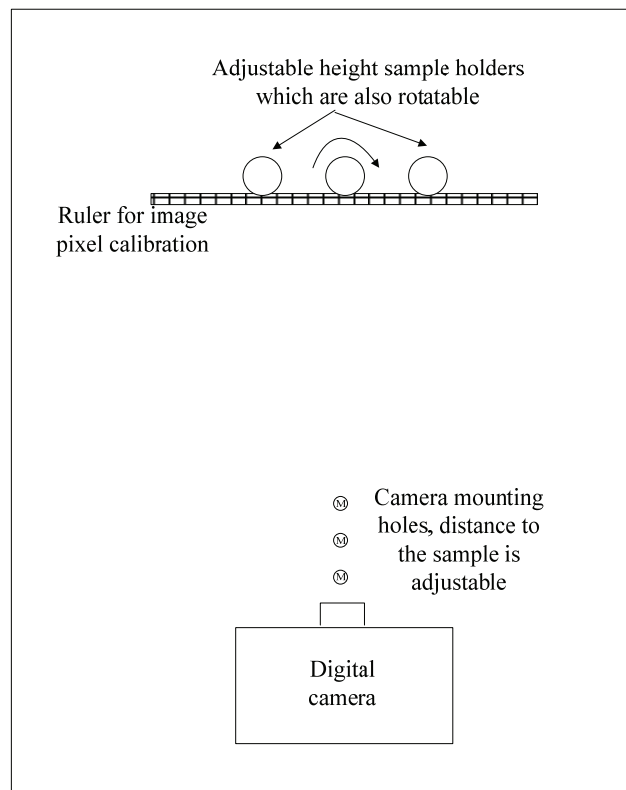 Adjustable height sample holders
which are also rotatable
Ruler for image
pixel calibration
M
Camera mounting
holes, distance to
the sample is
adjustable
M
M
Digital
camera